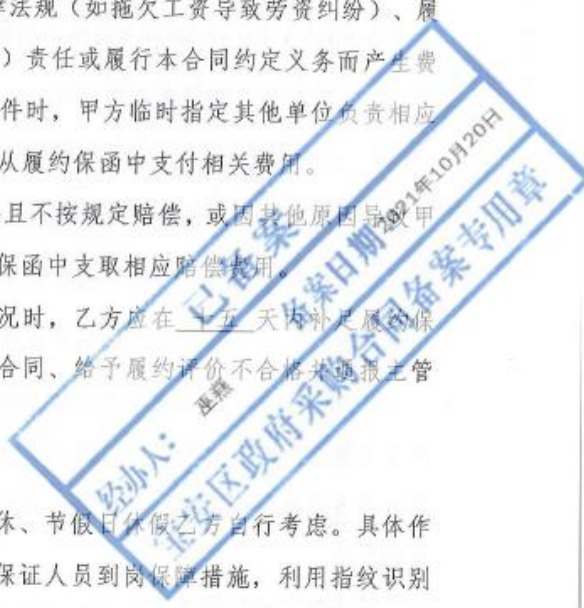 法规（如拖欠工资导致劳资纠纷）、履
）责任或履行本合同约定义务而产生费
件时，甲方临时指定其他单位负责相应
从履约保函中支付相关费用。
且不按规定赔偿，或因其他原因导致甲
保函中支取相应赔偿费用。
况时，乙方应在 十五 天内补足履约保
合同、给予履约评价不合格并通报主管
休、节假日休假乙方自行考虑。具体作
保证人员到岗保障措施，利用指纹识别
已备案
经办人： 巫燕 备案日期2021年10月20日
宝安区政府采购合同备案专用章